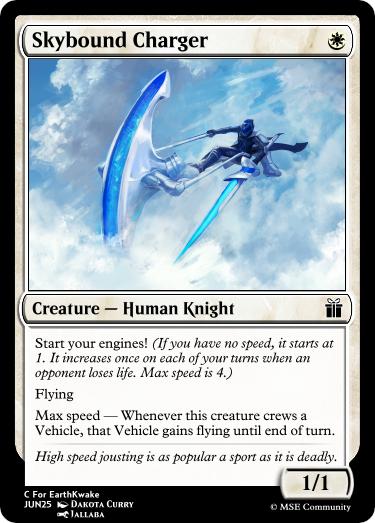 Skybound Charger
Creature — Human Knight
Start your engines! (If you have no speed, it starts at
1. It increases once on each of your turns when an
opponent loses life. Max speed is 4.)
Flying
Max speed — Whenever this creature crews a
Vehicle, that Vehicle gains flying until end of turn.
High speed jousting is as popular a sport as it is deadly.
1/1
C For EarthKwake
JUN25 Dakota Curry
Jallaba
© MSE Community